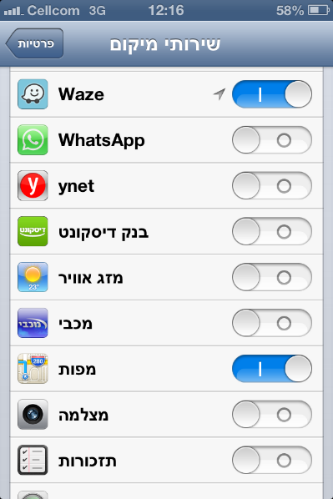 Cellcom 3G 12:16 58%
פרטיות
שירותי מיקום
Waze
WhatsApp
ynet
בנק דיסקונט
מזג אוויר
מכבי
מפות
מצלמה
תזכורות